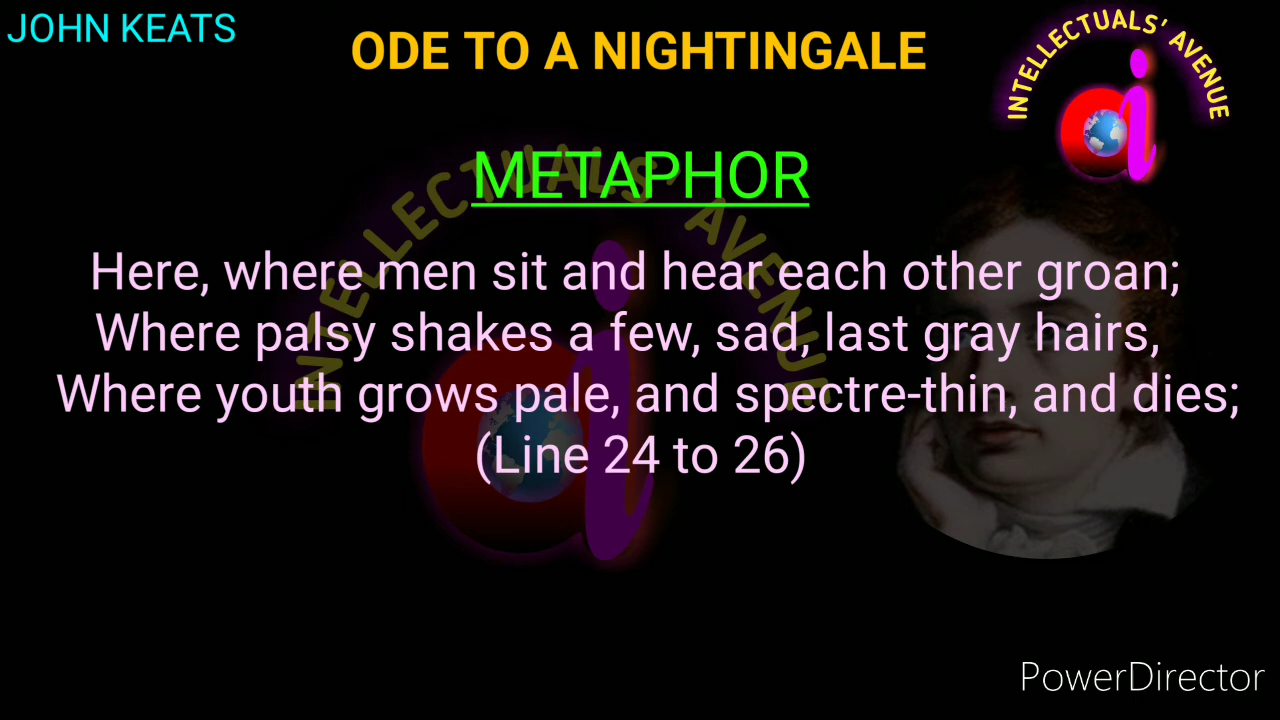 JOHN KEATS
ODE TO A NIGHTINGALE
INTELLECTUALS' AVENUE
METAPHOR
INTELLECTUALS' AVENUE
Here, where men sit and hear each other groan;
Where palsy shakes a few, sad, last gray hairs,
Where youth grows pale, and spectre-thin, and dies;
(Line 24 to 26)
PowerDirector